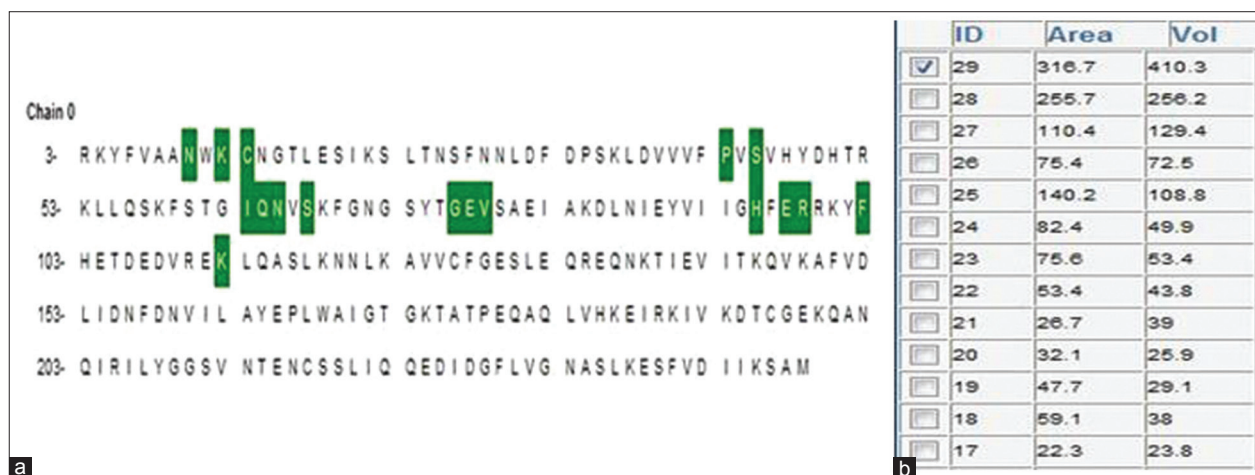 Chain 0
3- RKYFVAANWK CNGTLESIKS LTNSFNNLDF DPSKLDVVVF PVSVHYDHTR
53- KLLQSKFSTG IQNVSKFGNG SYTGEVSAEI AKDLNIEYVI IGHFERRKYF
103- HETDEDVREK LQASLKNNLK AVVCFGESLE QREQNKTIEV ITKQVKAFVD
153- LIDNFDNVIL AYEPLWAIGT GKTATPEQAQ LVHKEIRKIV KDTCGEKQAN
203- QIRILYGGSV NTENCSSLIQ QEDIDGFLVG NASLKESFVD IIKSAM
a
ID Area Vol
29 316.7 410.3
28 255.7 256.2
27 110.4 129.4
26 75.4 72.5
25 140.2 108.8
24 82.4 49.9
23 75.6 53.4
22 53.4 43.8
21 26.7 39
20 32.1 25.9
19 47.7 29.1
18 59.1 38
17 22.3 23.8
b